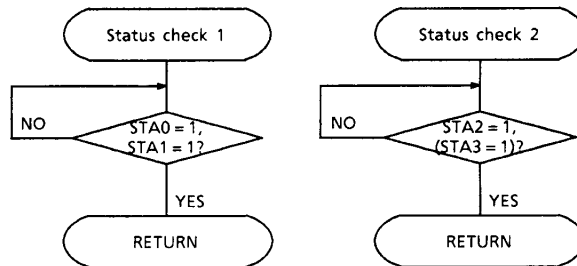 Status check 1
NO
STA0 = 1,
STA1 = 1?
YES
RETURN
Status check 2
NO
STA2 = 1,
(STA3 = 1)?
YES
RETURN